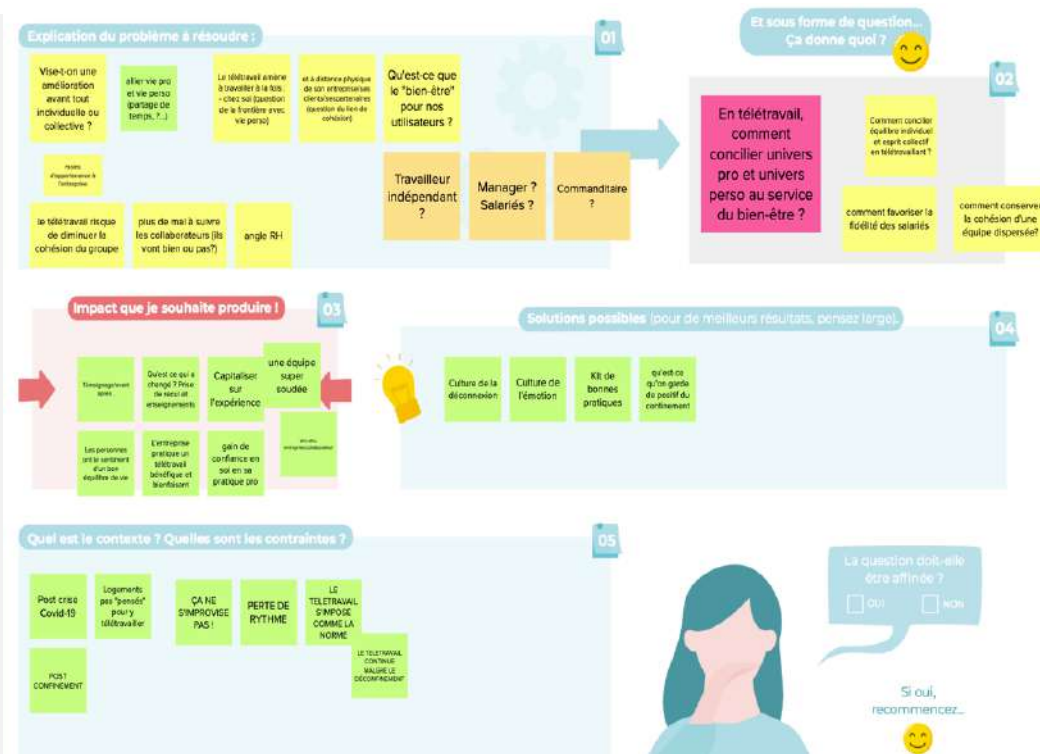 Explication du problème à résoudre :
01
Vise-t-on une
amélioration
avant tout
individuelle ou
collective ?
allier vie pro
et vie perso
(partage de
temps, ?...)
Le télétravail amène
à travailler à la fois :
- chez soi (question
de la frontière avec
vie perso)
et à distance physique
de son entreprise/ses
clients/ses partenaires
(question du lien de
cohésion)
Qu'est-ce que
le "bien-être"
pour nos
utilisateurs ?
d'appartenance à
l'entreprise
Travailleur
indépendant
?
Manager ?
Salariés ?
Commanditaire
?
le télétravail risque
de diminuer la
cohésion du groupe
plus de mal à suivre
les collaborateurs (ils
vont bien ou pas?)
angle RH
Et sous forme de question...
Ça donne quoi ?
02
En télétravail,
comment
concilier univers
pro et univers
perso au service
du bien-être ?
Comment concilier
équilibre individuel
et esprit collectif
en télétravaillant ?
comment favoriser la
fidélité des salariés
comment conserver
la cohésion d'une
équipe dispersée?
Impact que je souhaite produire !
03
Qu'est ce qui a
changé ? Prise
de recul et
enseignements
Capitaliser
sur
l'expérience
une équipe
super
soudée
Les personnes
ont le sentiment
d'un bon
équilibre de vie
L'entreprise
pratique un
télétravail
bénéfique et
bienfaisant
gain de
confiance en
soi en sa
pratique pro
Solutions possibles (pour de meilleurs résultats, pensez large).
04
Culture de la
déconnexion
Culture de
l'émotion
Kit de
bonnes
pratiques
qu'est ce
qu'on garde
de positif du
confinement
Quel est le contexte ? Quelles sont les contraintes ?
05
Post crise
Covid-19
Logements
pas "pensés"
pour y
télétravailler
ÇA NE
S'IMPROVISE
PAS !
PERTE DE
RYTHME
LE
TELETRAVAIL
S'IMPOSE
COMME LA
NORME
LE TELETRAVAIL
CONTINUE
MALGRE LE
DÉCONFINEMENT
POST
CONFINEMENT
La question doit-elle
être affinée ?
OUI
NON
Si oui,
recommencez...